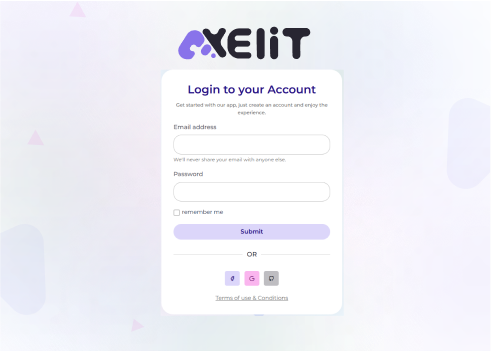 AXELIT
Login to your Account
Get started with our app, just create an account and enjoy the
experience.
Email address
We'll never share your email with anyone else.
Password
remember me
Submit
OR
G
Terms of use & Conditions